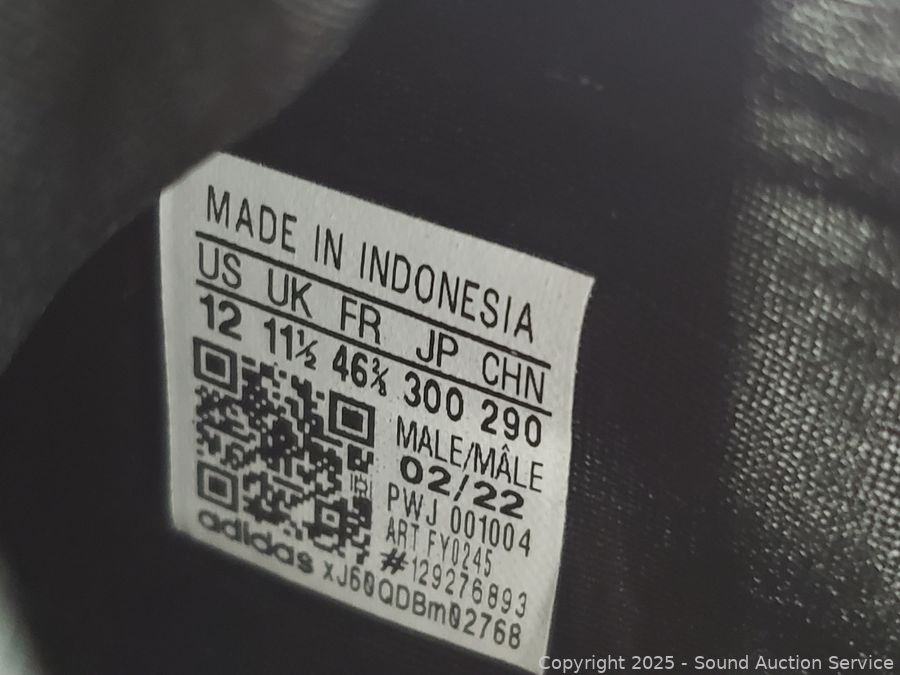 MADE IN INDONESIA
US UK FR JP CHN
12 11½ 46⅔ 300 290
MALE/MÂLE
02/22
PWJ 001004
ART FY0245
#129276893
adidas xJ60QDBm02768
Copyright 2025 - Sound Auction Service